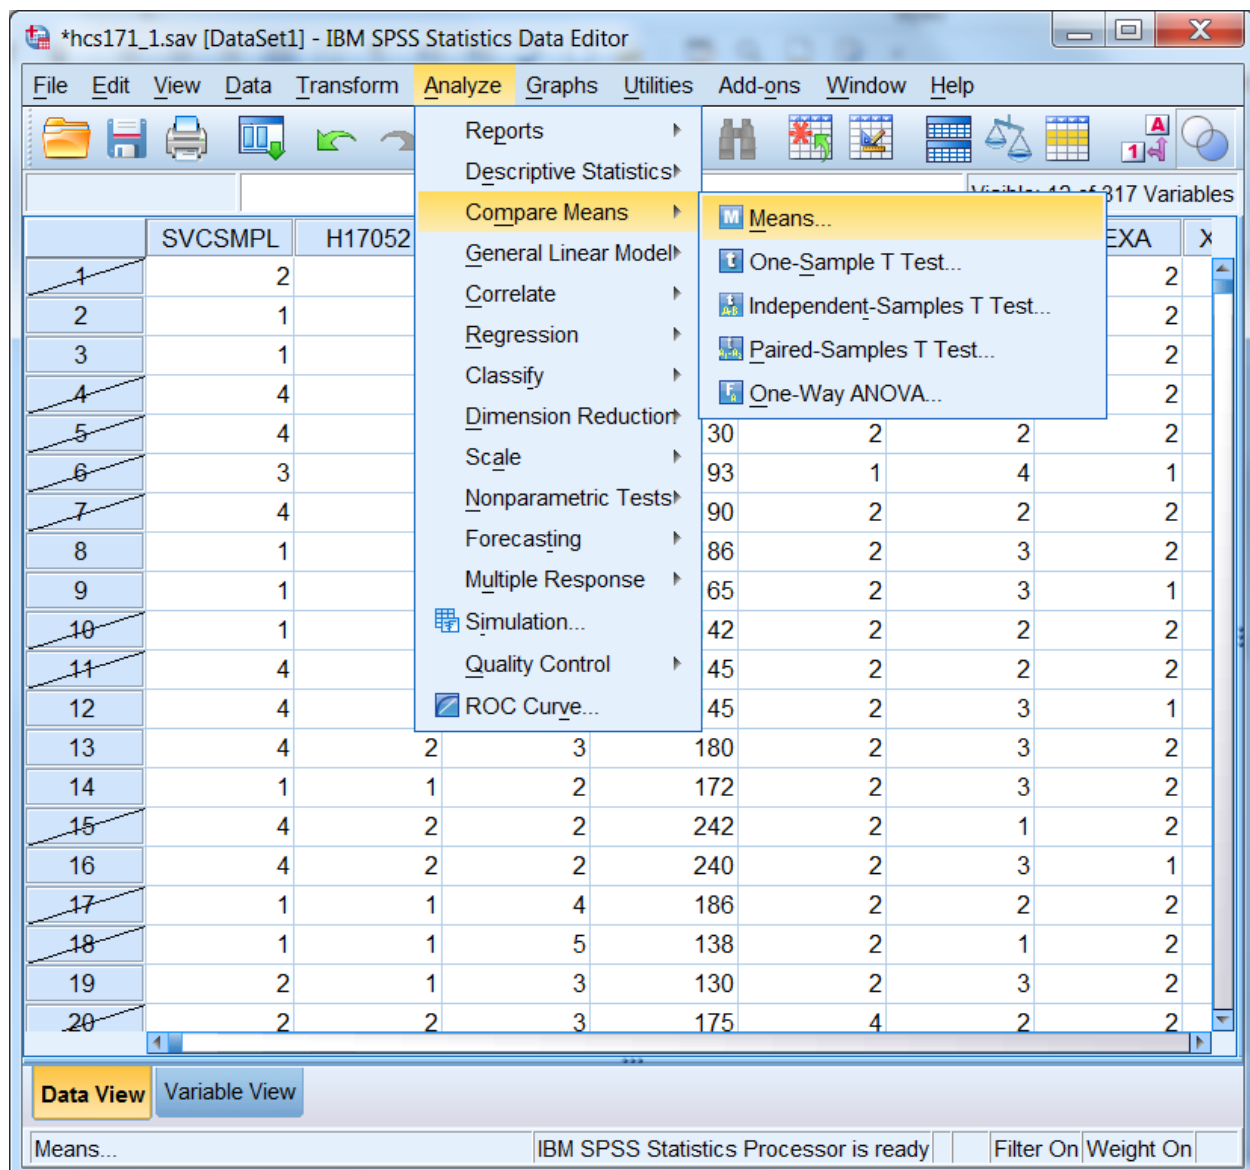 *hcs171_1.sav [DataSet1] - IBM SPSS Statistics Data Editor
File Edit View Data Transform Analyze Graphs Utilities Add-ons Window Help
Reports
Descriptive Statistics
317 Variables
Compare Means
Means...
SVCSMPL H17052 EXA X
General Linear Model
One-Sample T Test...
1 2 2
Correlate
Independent-Samples T Test...
2 1 2
Regression
3 1 2
Paired-Samples T Test...
Classify
4 4 2
One-Way ANOVA...
Dimension Reduction
5 4 30 2 2 2
Scale
6 3 93 1 4 1
Nonparametric Tests
7 4 90 2 2 2
Forecasting
8 1 86 2 3 2
Multiple Response
9 1 65 2 3 1
Simulation...
10 1 42 2 2 2
Quality Control
11 4 45 2 2 2
ROC Curve...
12 4 45 2 3 1
13 4 2 3 180 2 3 2
14 1 1 2 172 2 3 2
15 4 2 2 242 2 1 2
16 4 2 2 240 2 3 1
17 1 1 4 186 2 2 2
18 1 1 5 138 2 1 2
19 2 1 3 130 2 3 2
20 2 2 3 175 4 2 2
Data View Variable View
Means... IBM SPSS Statistics Processor is ready Filter On Weight On